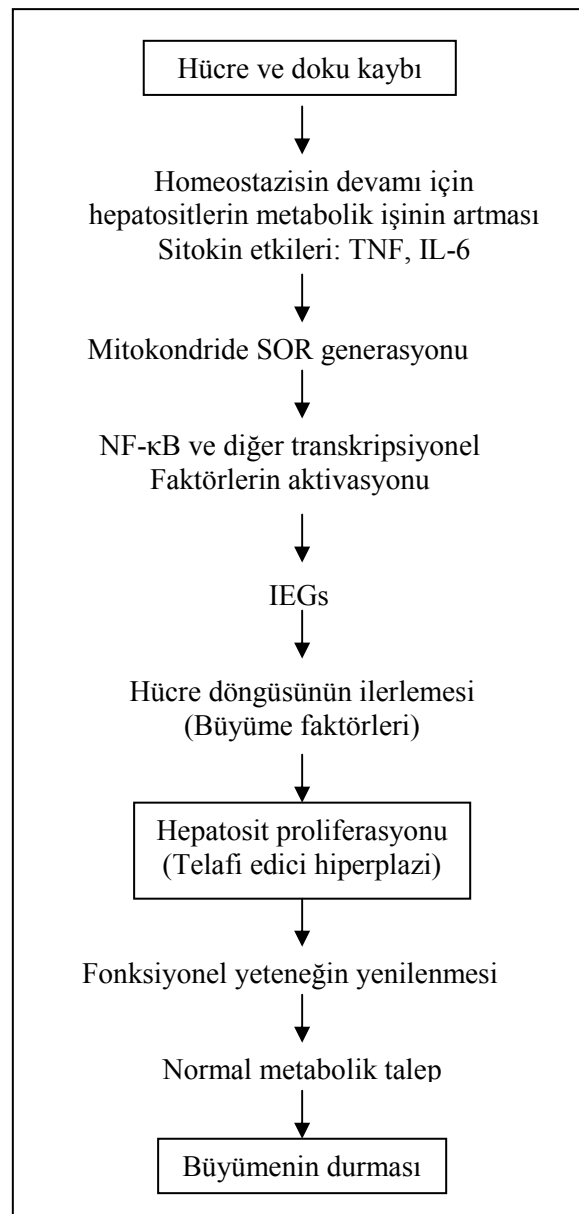 Hücre ve doku kaybı
Homeostazisin devamı için
hepatositlerin metabolik işinin artması
Sitokin etkileri: TNF, IL-6
Mitokondride SOR generasyonu
NF-κB ve diğer transkripsiyonel
Faktörlerin aktivasyonu
IEGs
Hücre döngüsünün ilerlemesi
(Büyüme faktörleri)
Hepatosit proliferasyonu
(Telafi edici hiperplazi)
Fonksiyonel yeteneğin yenilenmesi
Normal metabolik talep
Büyümenin durması